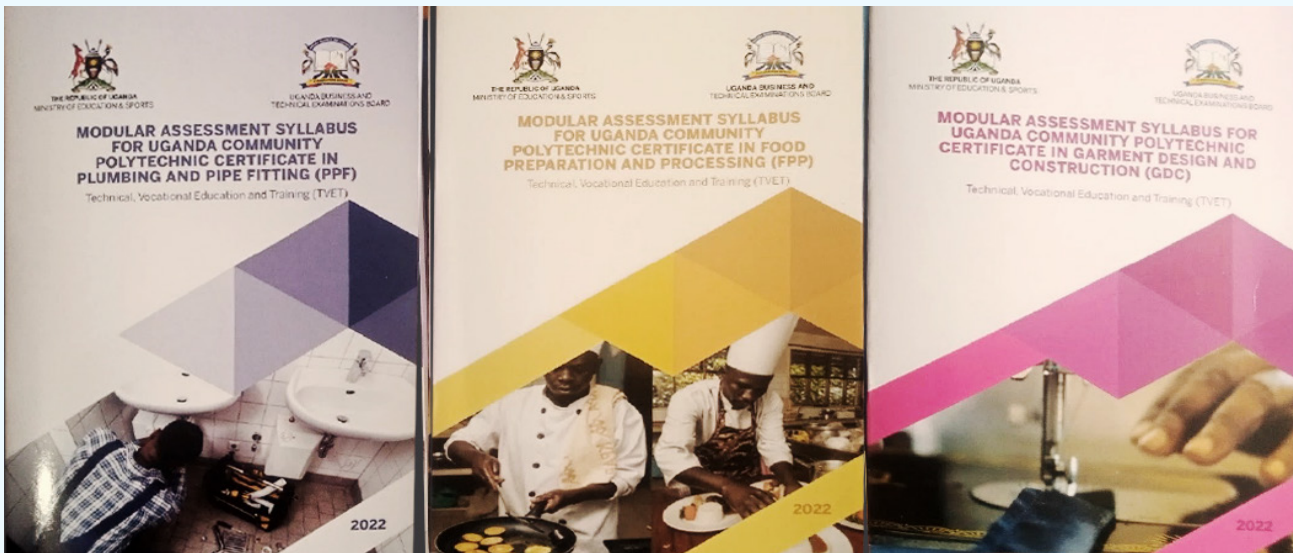 THE REPUBLIC OF UGANDA
MINISTRY OF EDUCATION & SPORTS
UGANDA BUSINESS AND
TECHNICAL EXAMINATIONS BOARD
MODULAR ASSESSMENT SYLLABUS
FOR UGANDA COMMUNITY
POLYTECHNIC CERTIFICATE IN
PLUMBING AND PIPE FITTING (PPF)
Technical, Vocational Education and Training (TVET)
2022
THE REPUBLIC OF UGANDA
MINISTRY OF EDUCATION & SPORTS
UGANDA BUSINESS AND
TECHNICAL EXAMINATIONS BOARD
MODULAR ASSESSMENT SYLLABUS
FOR UGANDA COMMUNITY
POLYTECHNIC CERTIFICATE IN FOOD
PREPARATION AND PROCESSING (FPP)
Technical, Vocational Education and Training (TVET)
2022
THE REPUBLIC OF UGANDA
MINISTRY OF EDUCATION & SPORTS
UGANDA BUSINESS AND
TECHNICAL EXAMINATIONS BOARD
MODULAR ASSESSMENT SYLLABUS FOR
UGANDA COMMUNITY POLYTECHNIC
CERTIFICATE IN GARMENT DESIGN AND
CONSTRUCTION (GDC)
Technical, Vocational Education and Training (TVET)
2022